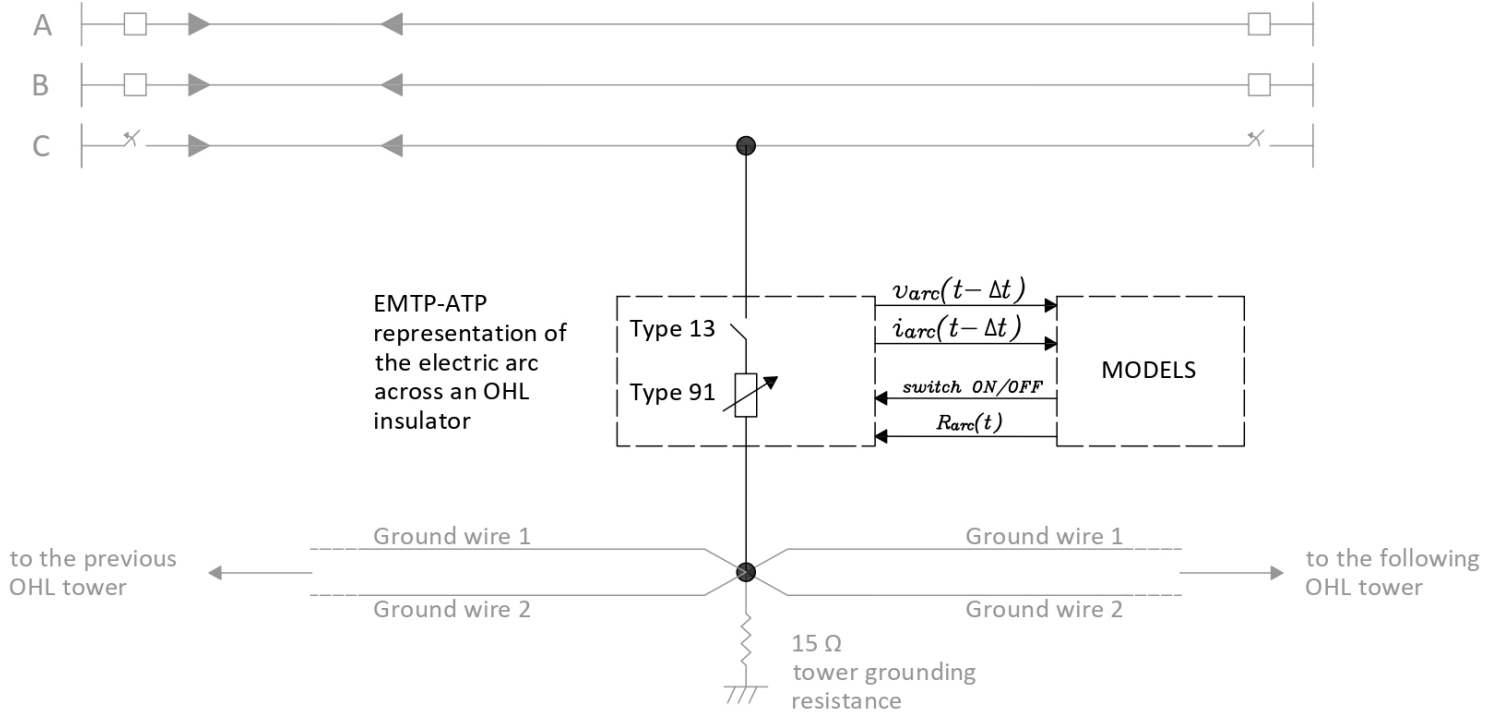 A
B
C
EMTP-ATP
representation of
the electric arc
across an OHL
insulator
Type 13
Type 91
varc(t− Δt)
iarc(t− Δt)
switch ON/OFF
Rarc(t)
MODELS
to the previous
OHL tower
Ground wire 1
Ground wire 2
Ground wire 1
Ground wire 2
to the following
OHL tower
15 Ω
tower grounding
resistance